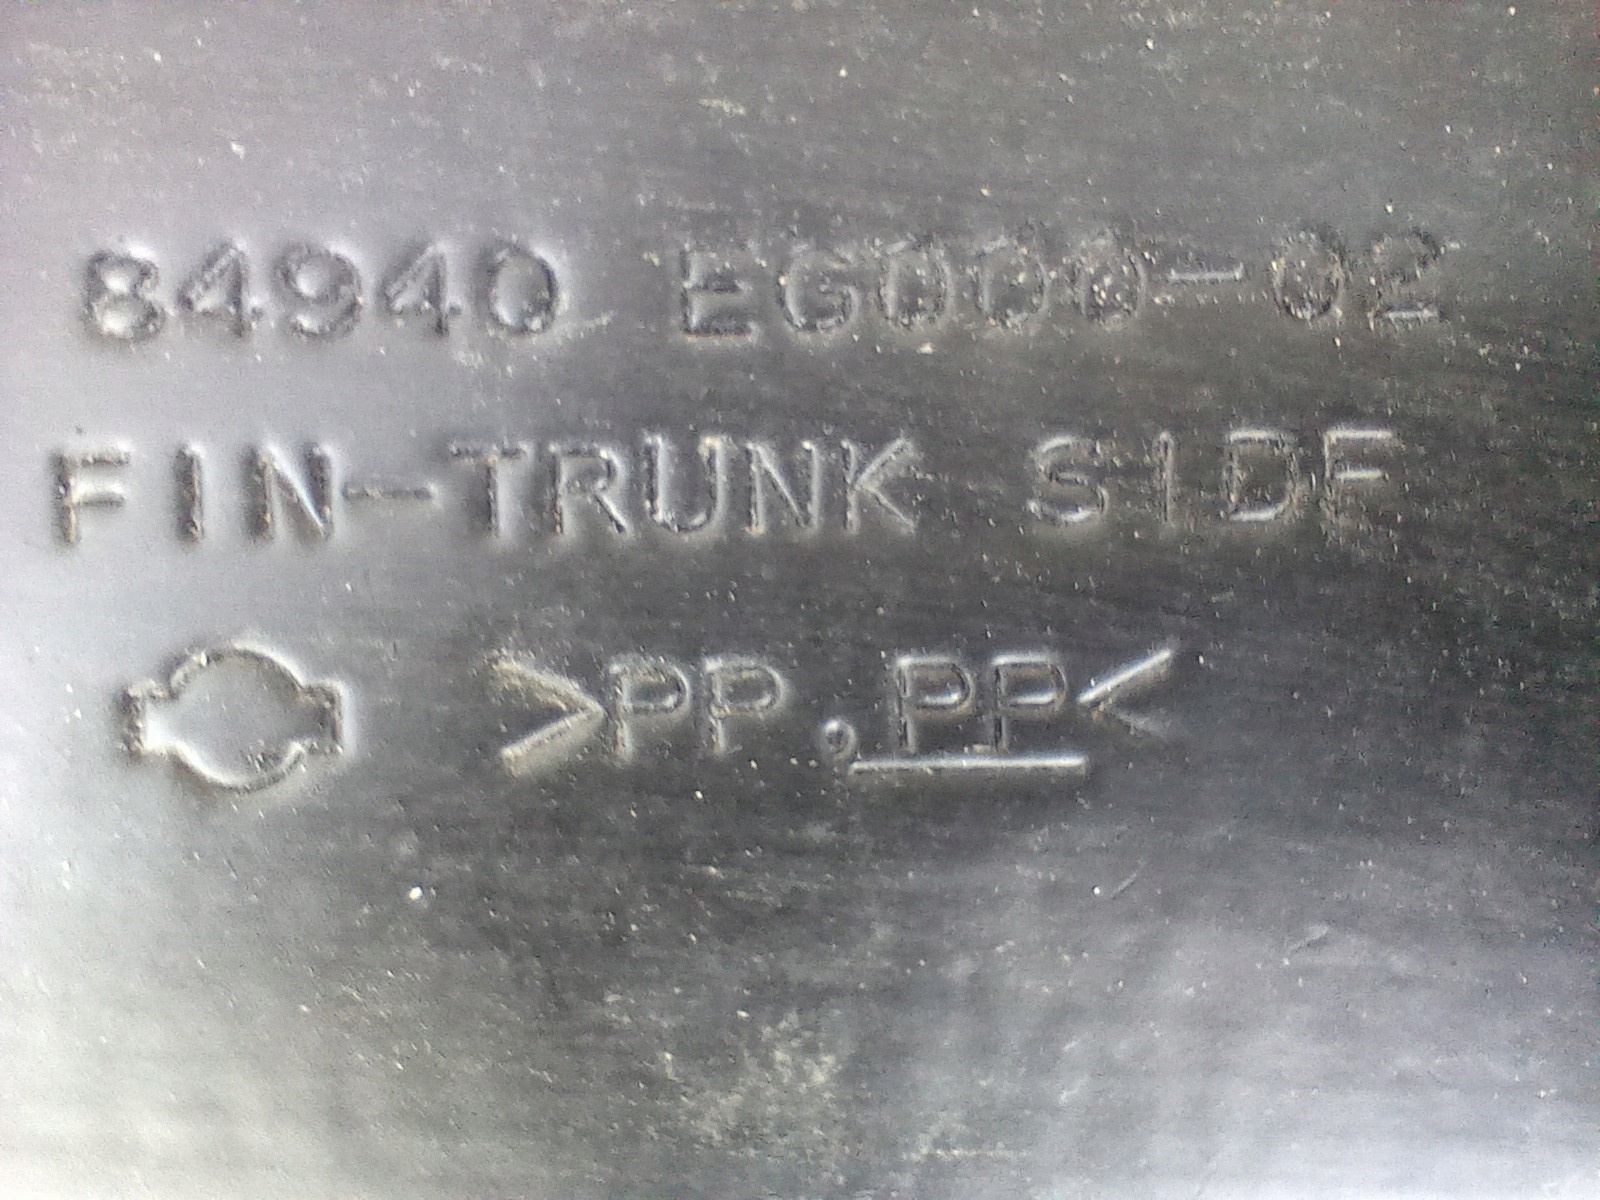 84940 EG000-02
FIN-TRUNK SIDE
>PP,PP<